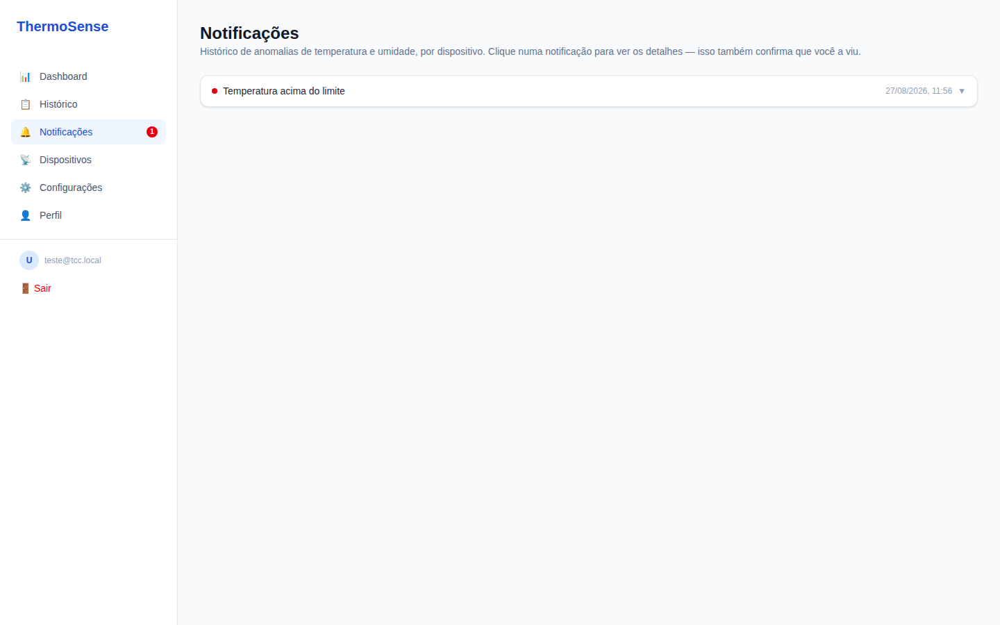 ThermoSense
Dashboard
Histórico
Notificações 1
Dispositivos
Configurações
Perfil
U teste@tcc.local
Sair
Notificações
Histórico de anomalias de temperatura e umidade, por dispositivo. Clique numa notificação para ver os detalhes — isso também confirma que você a viu.
Temperatura acima do limite 27/08/2026, 11:56 ▼